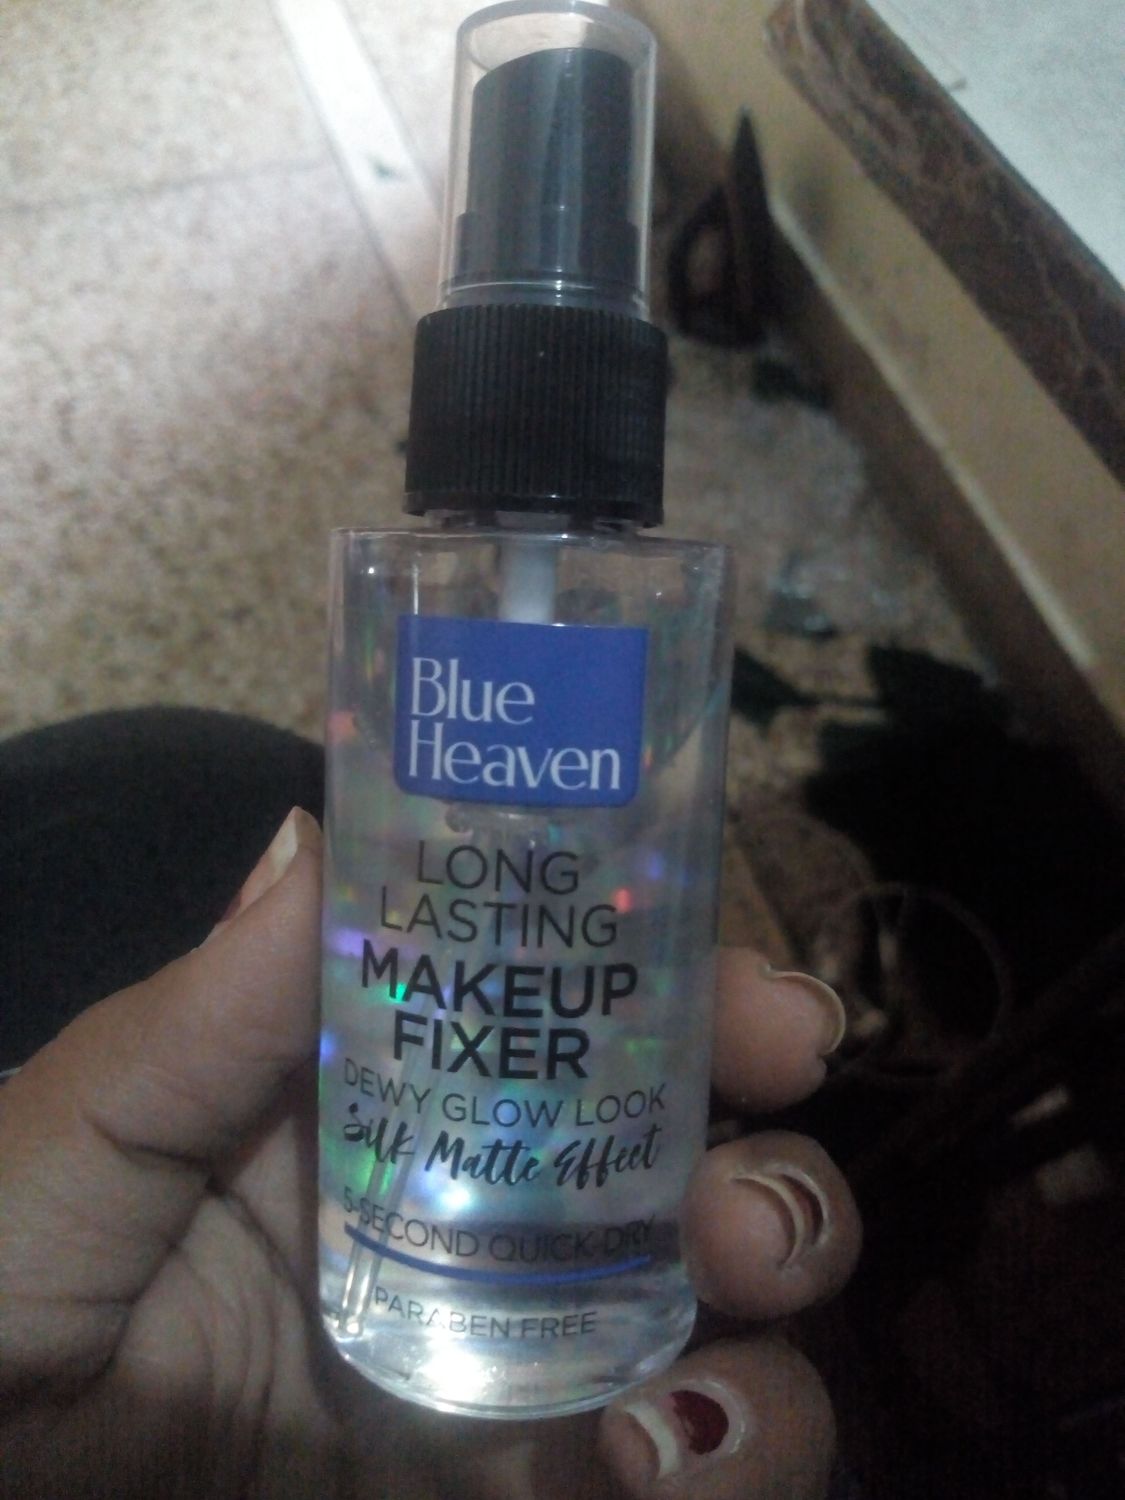 Blue
Heaven
LONG
LASTING
MAKEUP
FIXER
DEWY GLOW LOOK
Silk Matte Effect
5-SECOND QUICK-DRY
PARABEN FREE